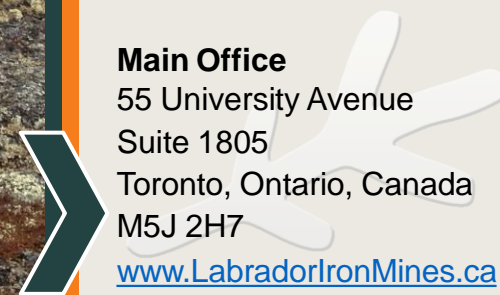 Main Office
55 University Avenue
Suite 1805
Toronto, Ontario, Canada
M5J 2H7
www.LabradorIronMines.ca